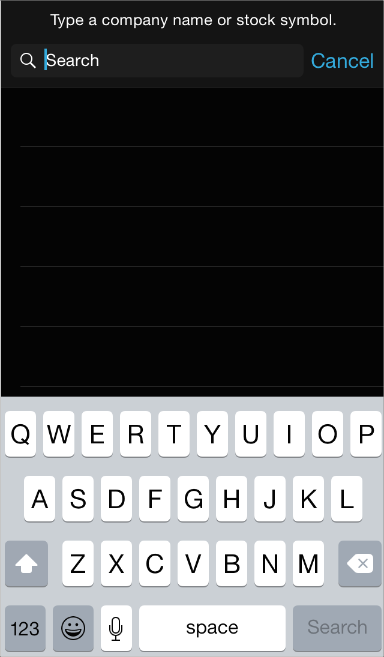 Type a company name or stock symbol.
Search Cancel
Q W E R T Y U I O P
A S D F G H J K L
Z X C V B N M
123 space Search